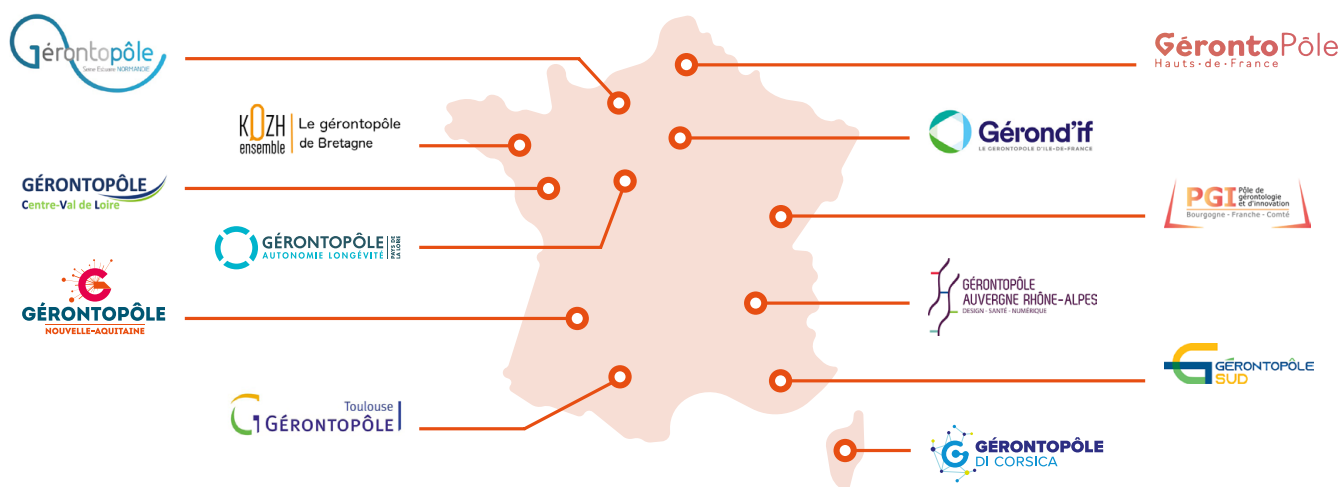 Gérontopôle
Seine Estuaire NORMANDIE
KOZH
ensemble
Le gérontopôle
de Bretagne
GÉRONTOPÔLE
Centre-Val de Loire
GÉRONTOPÔLE
AUTONOMIE LONGÉVITÉ
PAYS DE
LA LOIRE
GÉRONTOPÔLE
NOUVELLE-AQUITAINE
Toulouse
GÉRONTOPÔLE
GérontoPôle
Hauts·de·France
Gérond'if
LE GERONTOPOLE D'ILE-DE-FRANCE
PGI
Pôle de
gérontologie
et d'innovation
Bourgogne - Franche - Comté
GÉRONTOPÔLE
AUVERGNE RHÔNE-ALPES
DESIGN - SANTÉ - NUMÉRIQUE
GÉRONTOPÔLE
SUD
GÉRONTOPÔLE
DI CORSICA